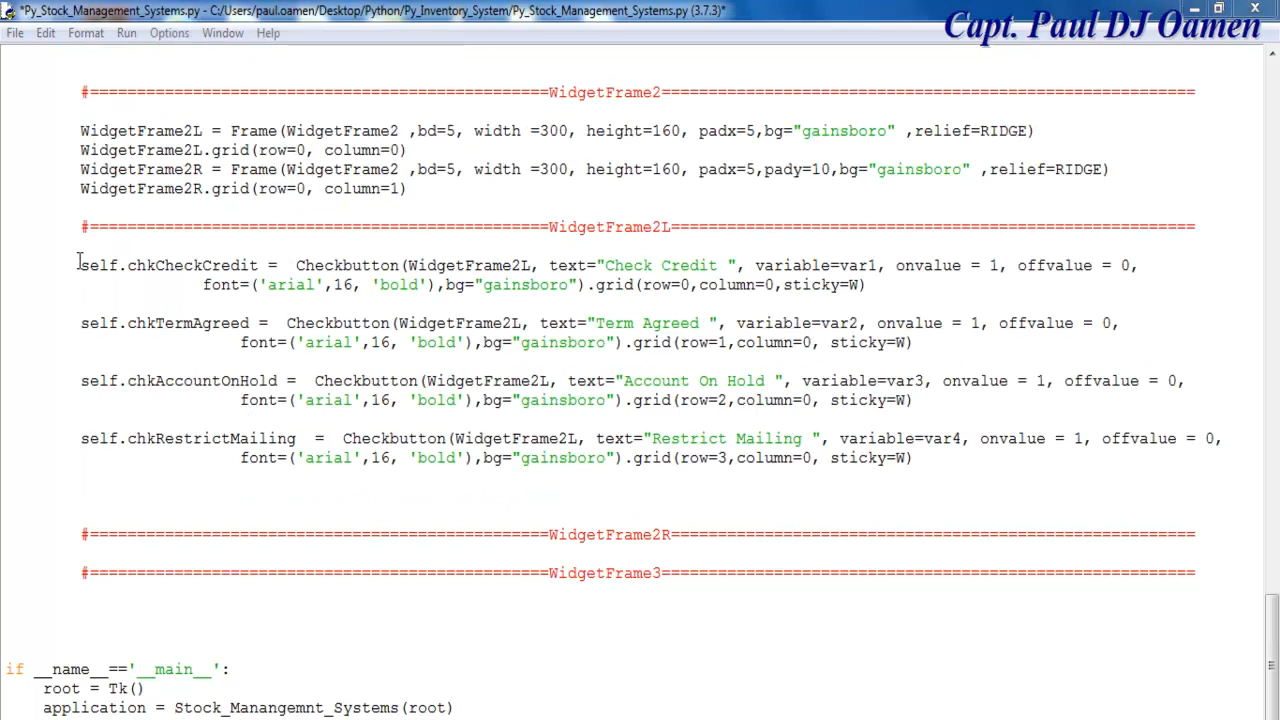 *Py_Stock_Management_Systems.py - C:/Users/paul.oamen/Desktop/Python/Py_Inventory_System/Py_Stock_Management_Systems.py (3.7.3)*
Capt. Paul DJ Oamen
File Edit Format Run Options Window Help
#=================================================WidgetFrame2=========================================================
WidgetFrame2L = Frame(WidgetFrame2 ,bd=5, width =300, height=160, padx=5,bg="gainsboro" ,relief=RIDGE)
WidgetFrame2L.grid(row=0, column=0)
WidgetFrame2R = Frame(WidgetFrame2 ,bd=5, width =300, height=160, padx=5,pady=10,bg="gainsboro" ,relief=RIDGE)
WidgetFrame2R.grid(row=0, column=1)
#=================================================WidgetFrame2L========================================================
self.chkCheckCredit =  Checkbutton(WidgetFrame2L, text="Check Credit ", variable=var1, onvalue = 1, offvalue = 0,
font=('arial',16, 'bold'),bg="gainsboro").grid(row=0,column=0,sticky=W)
self.chkTermAgreed =  Checkbutton(WidgetFrame2L, text="Term Agreed ", variable=var2, onvalue = 1, offvalue = 0,
font=('arial',16, 'bold'),bg="gainsboro").grid(row=1,column=0, sticky=W)
self.chkAccountOnHold =  Checkbutton(WidgetFrame2L, text="Account On Hold ", variable=var3, onvalue = 1, offvalue = 0,
font=('arial',16, 'bold'),bg="gainsboro").grid(row=2,column=0, sticky=W)
self.chkRestrictMailing  =  Checkbutton(WidgetFrame2L, text="Restrict Mailing ", variable=var4, onvalue = 1, offvalue = 0,
font=('arial',16, 'bold'),bg="gainsboro").grid(row=3,column=0, sticky=W)
#=================================================WidgetFrame2R========================================================
#=================================================WidgetFrame3=========================================================
if __name__=='__main__':
root = Tk()
application = Stock_Manangemnt_Systems(root)